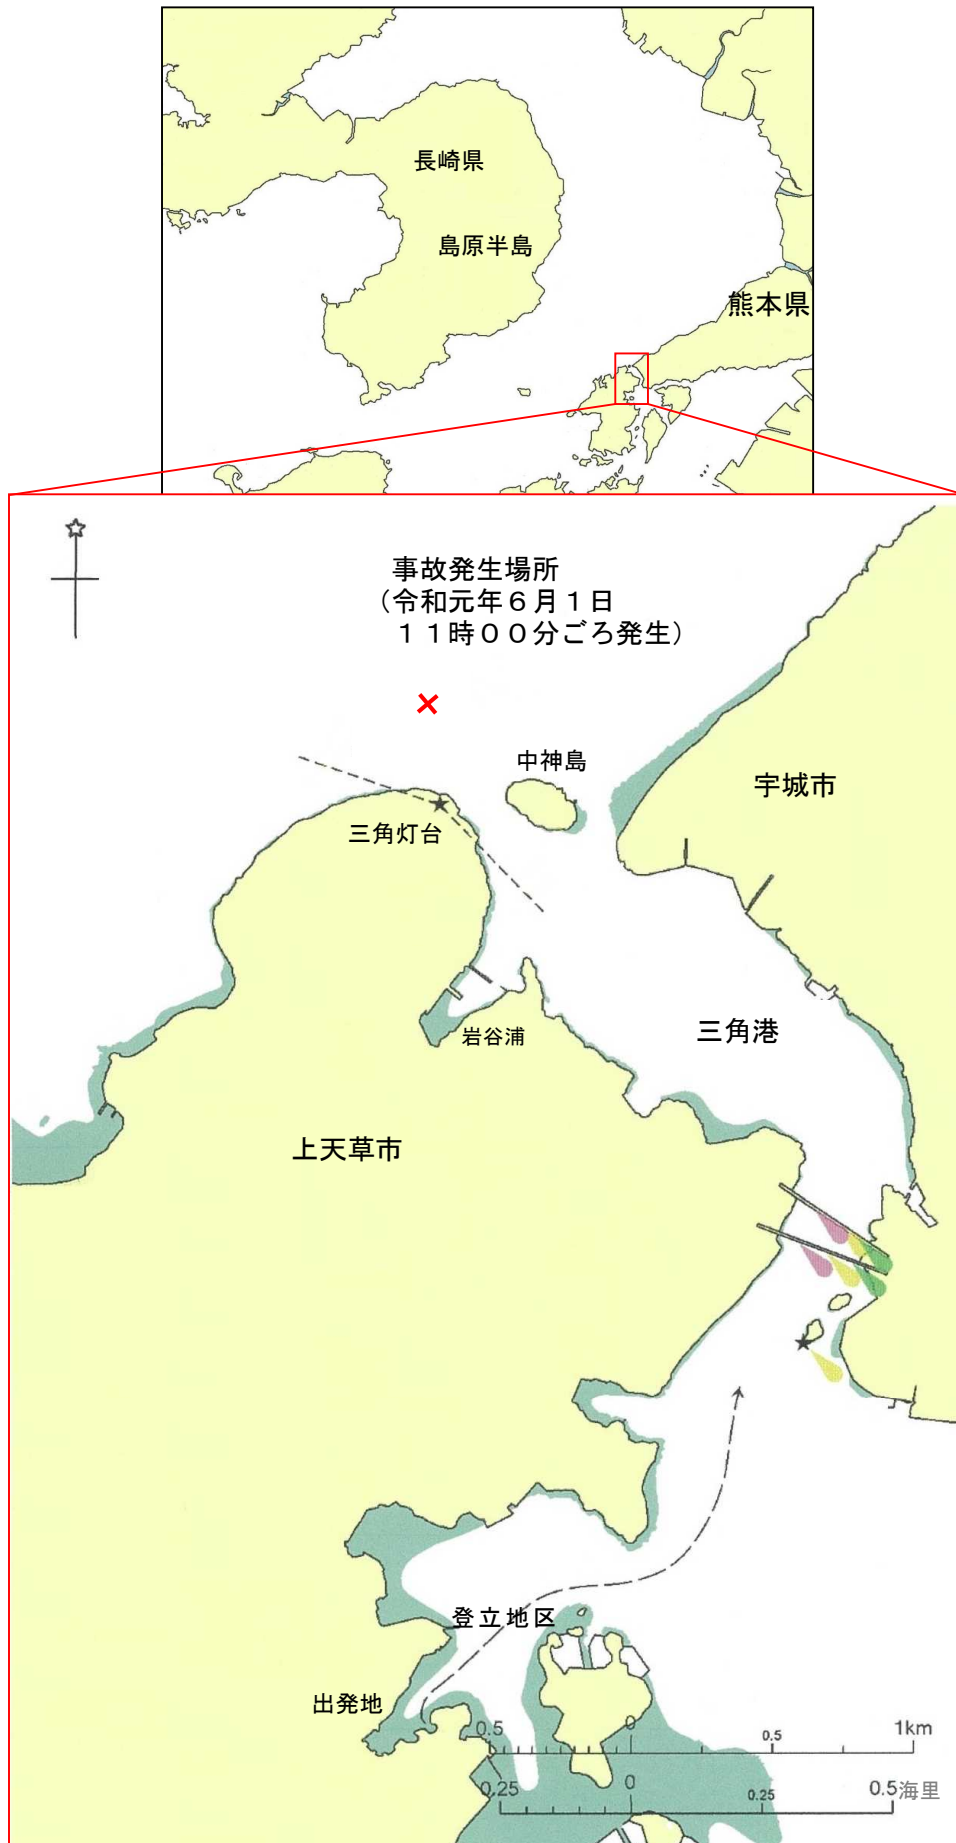 長崎県
島原半島
熊本県
事故発生場所
（令和元年６月１日
１１時００分ごろ発生）
中神島
宇城市
三角灯台
三角港
岩谷浦
上天草市
登立地区
出発地
0.5 0 0.5 1km
0.25 0 0.25 0.5海里